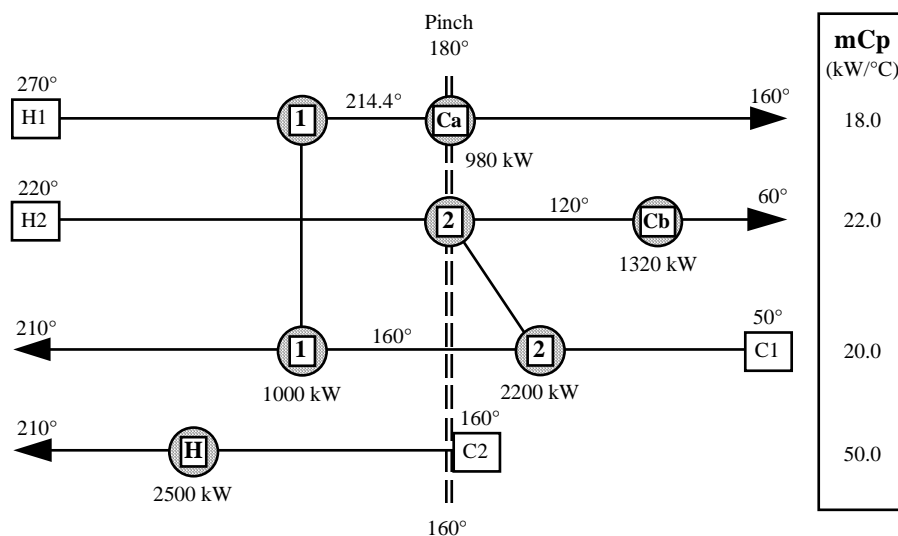 Pinch
180°
mCp
(kW/°C)
270°
H1
1
214.4°
Ca
160°
18.0
980 kW
220°
H2
2
120°
Cb
60°
22.0
1320 kW
210°
1
160°
2
50°
C1
20.0
1000 kW
2200 kW
210°
H
160°
C2
50.0
2500 kW
160°